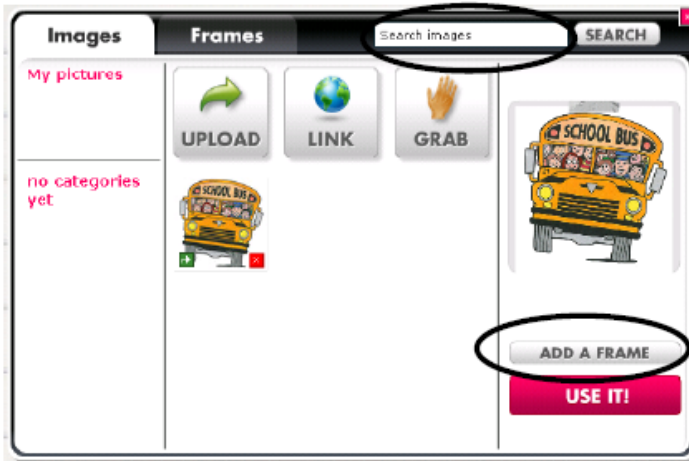 Images
Frames
Search images
SEARCH
My pictures
UPLOAD
LINK
GRAB
no categories
yet
SCHOOL BUS
SCHOOL BUS
ADD A FRAME
USE IT!